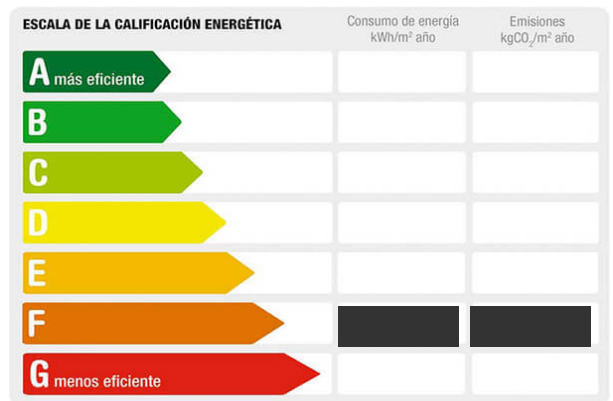 ESCALA DE LA CALIFICACIÓN ENERGÉTICA
Consumo de energía
kWh/m² año
Emisiones
kgCO₂/m² año
A más eficiente
B
C
D
E
F
G menos eficiente